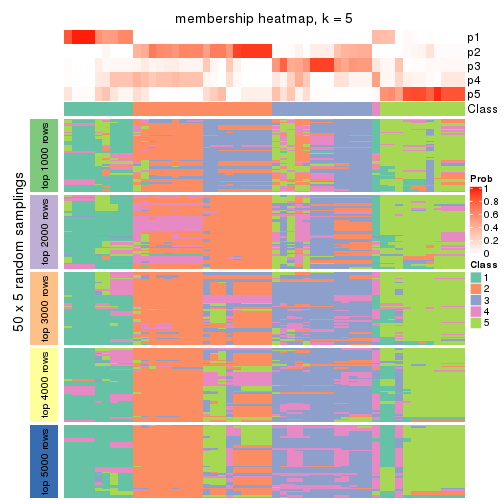 membership heatmap, k = 5
p1
p2
p3
p4
p5
Class
50 x 5 random samplings
top 1000 rows
top 2000 rows
top 3000 rows
top 4000 rows
top 5000 rows
Prob
1
0.8
0.6
0.4
0.2
0
Class
1
2
3
4
5